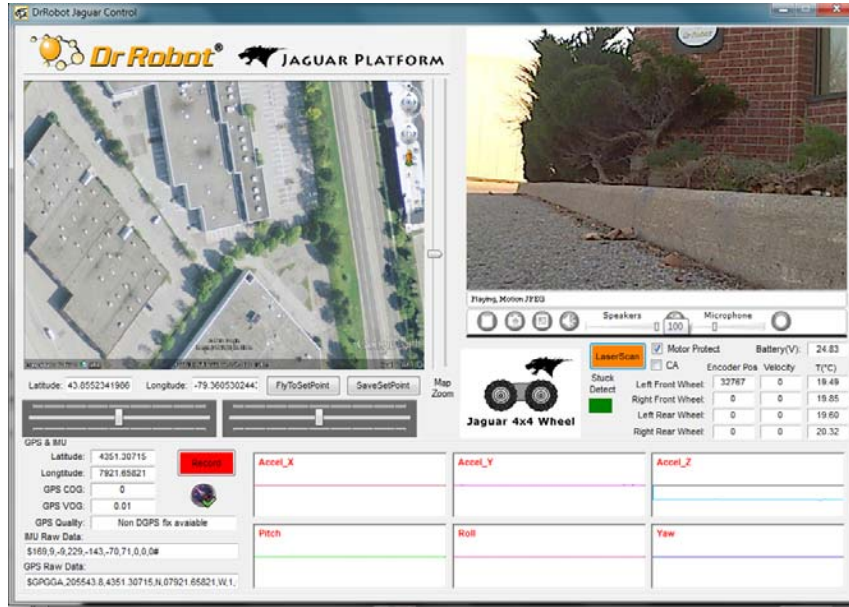 DrRobot Jaguar Control
Dr Robot®
JAGUAR PLATFORM
Playing, Motion JPEG
Speakers
100
Microphone
Latitude: 43.8552341986
Longitude: -79.360530244
FlyToSetPoint
SaveSetPoint
Map Zoom
Jaguar 4x4 Wheel
LaserScan
Motor Protect
Battery(V): 24.83
CA
Encoder Pos
Velocity
T(°C)
Stuck Detect
Left Front Wheel: 32767 0 19.49
Right Front Wheel: 0 0 19.85
Left Rear Wheel: 0 0 19.60
Right Rear Wheel: 0 0 20.32
GPS & IMU
Latitude: 4351.30715
Longtitude: 7921.65821
GPS COG: 0
GPS VOG: 0.01
GPS Quality: Non DGPS fix avaiable
Record
IMU Raw Data:
$169,9,-9,229,-143,-70,71,0,0,0#
GPS Raw Data:
$GPGGA,205543.8,4351.30715,N,07921.65821,W,1,
Accel_X
Accel_Y
Accel_Z
Pitch
Roll
Yaw